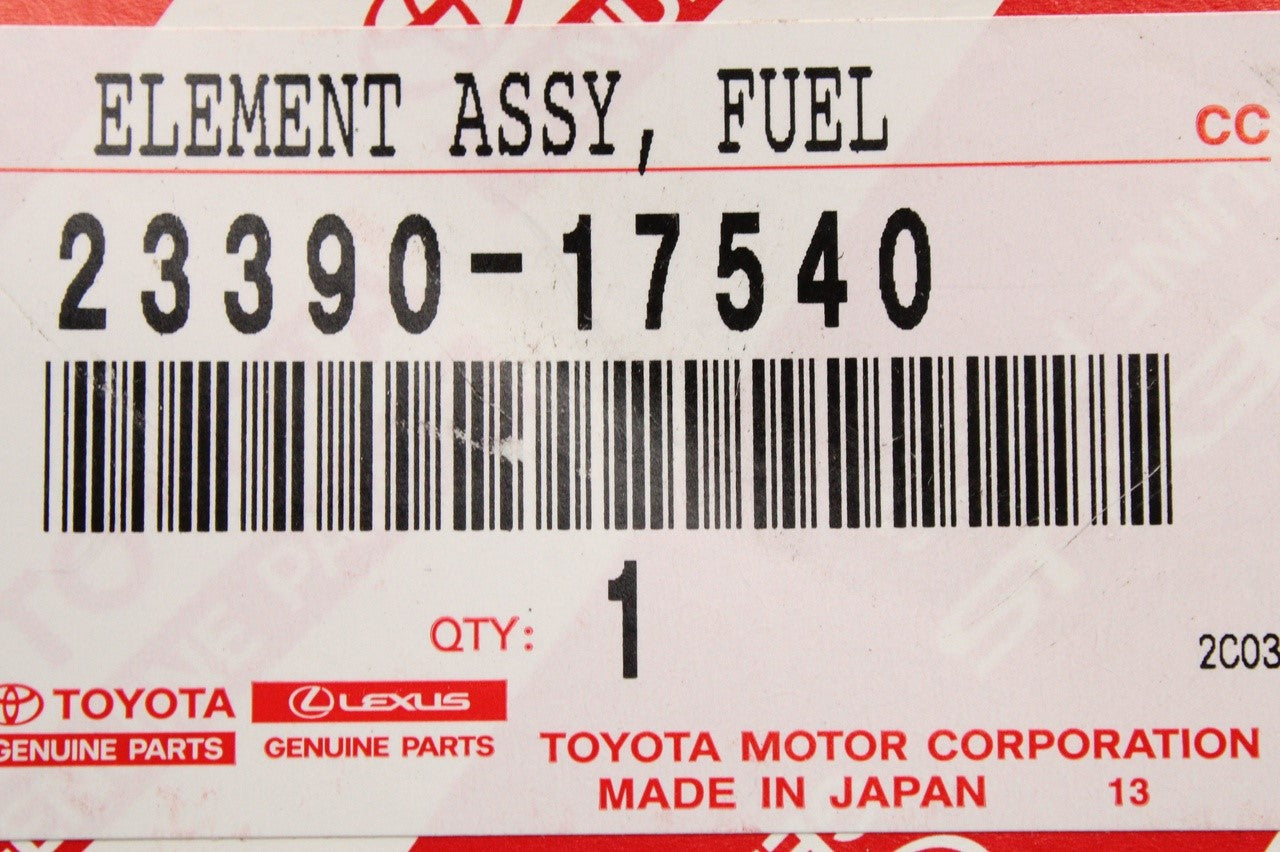 ELEMENT ASSY, FUEL
CC
23390-17540
QTY: 1
2C03
TOYOTA
GENUINE PARTS
LEXUS
GENUINE PARTS
TOYOTA MOTOR CORPORATION
MADE IN JAPAN 13